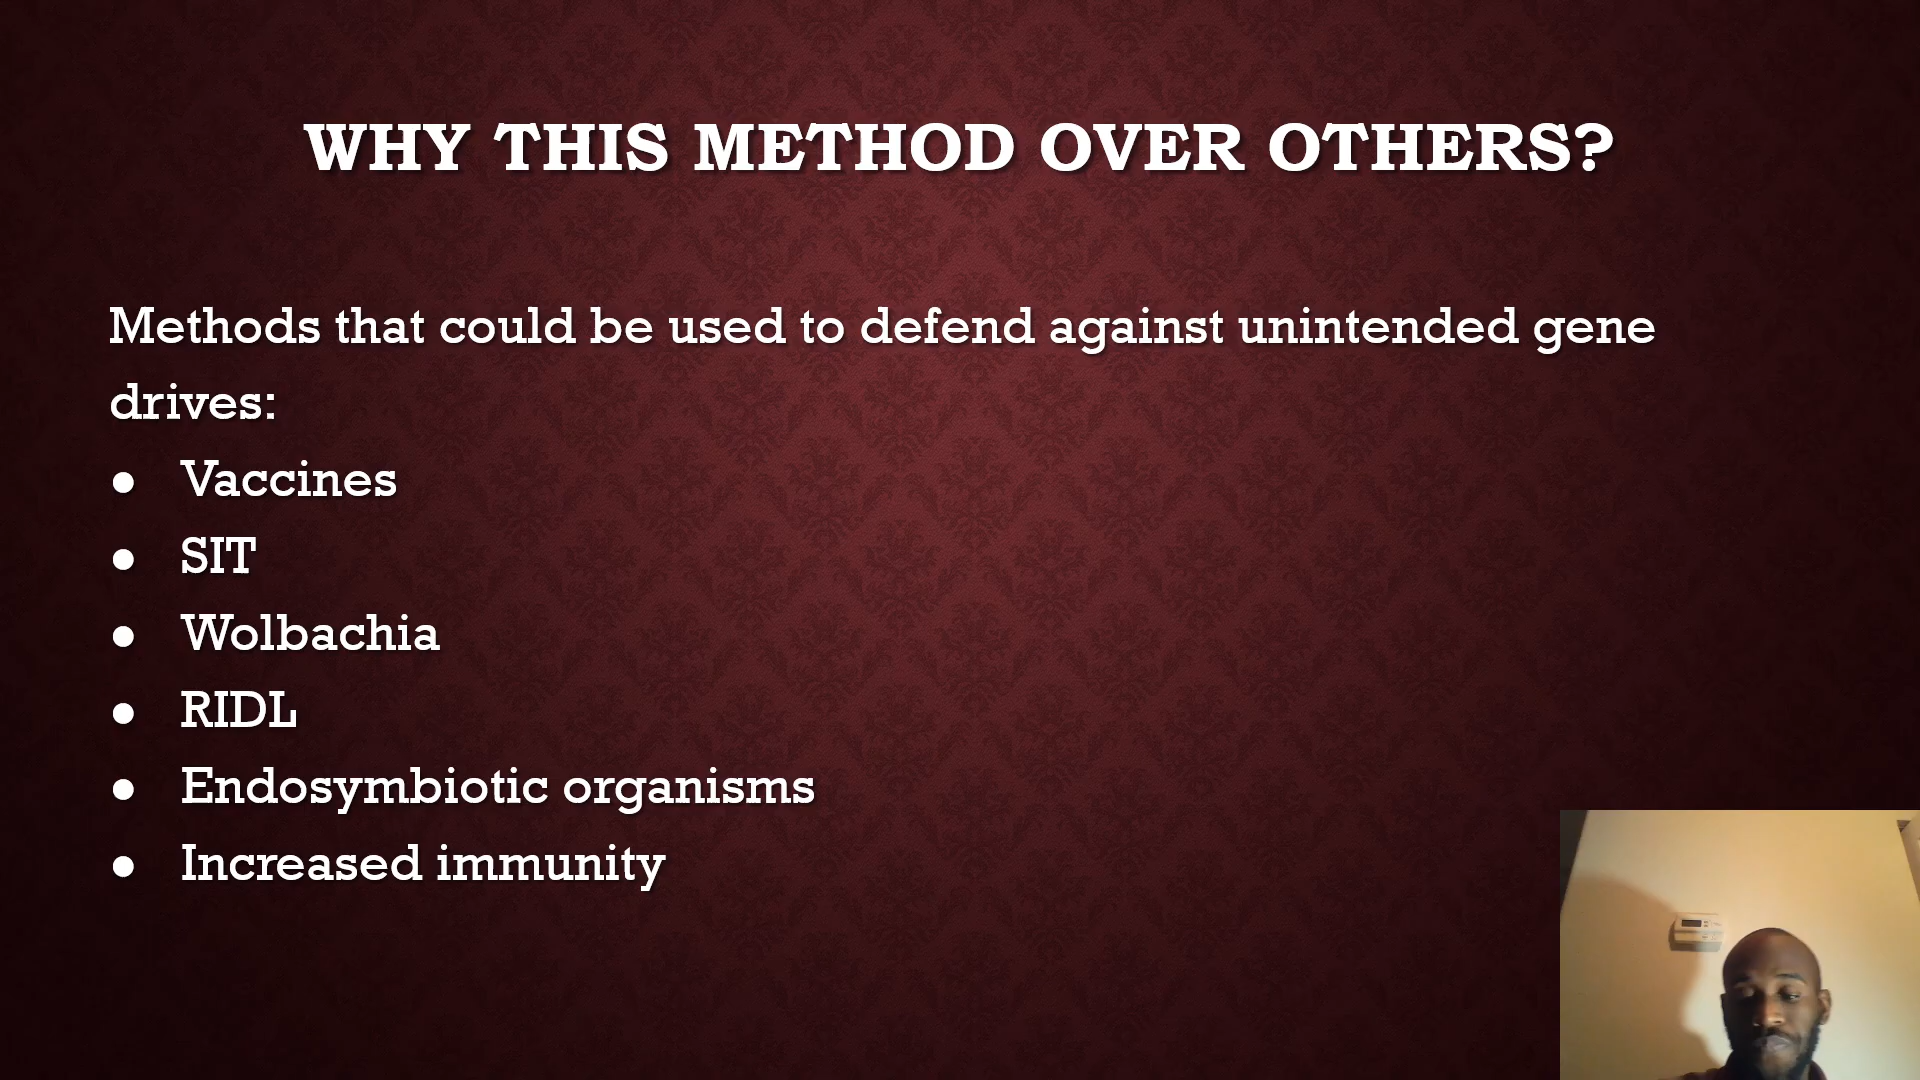 WHY THIS METHOD OVER OTHERS?
Methods that could be used to defend against unintended gene
drives:
● Vaccines
● SIT
● Wolbachia
● RIDL
● Endosymbiotic organisms
● Increased immunity